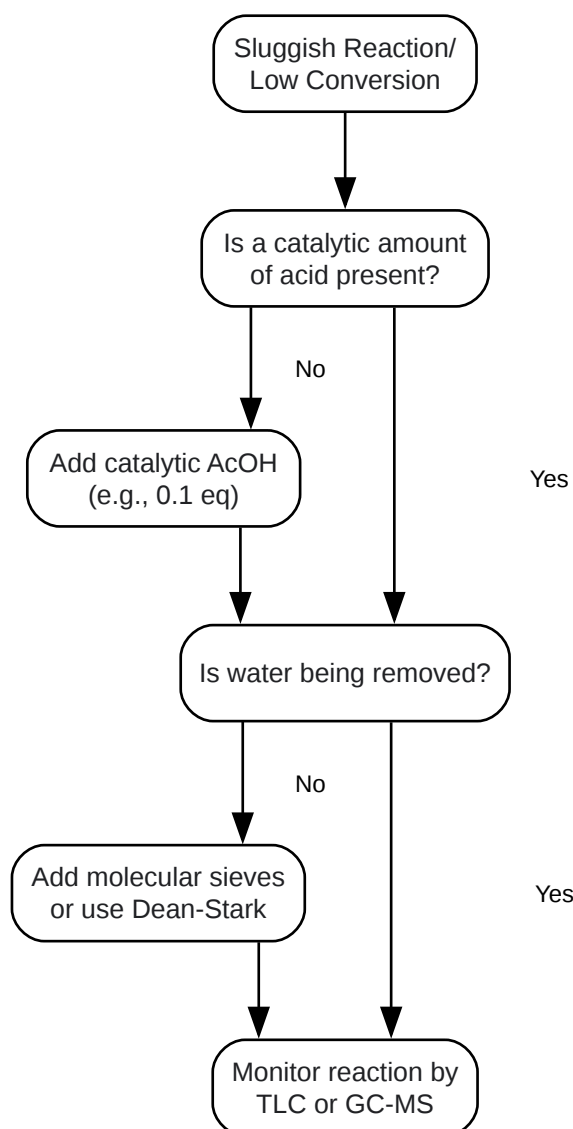 Sluggish Reaction/
Low Conversion
Is a catalytic amount
of acid present?
No
Add catalytic AcOH
(e.g., 0.1 eq)
Yes
Is water being removed?
No
Add molecular sieves
or use Dean-Stark
Yes
Monitor reaction by
TLC or GC-MS